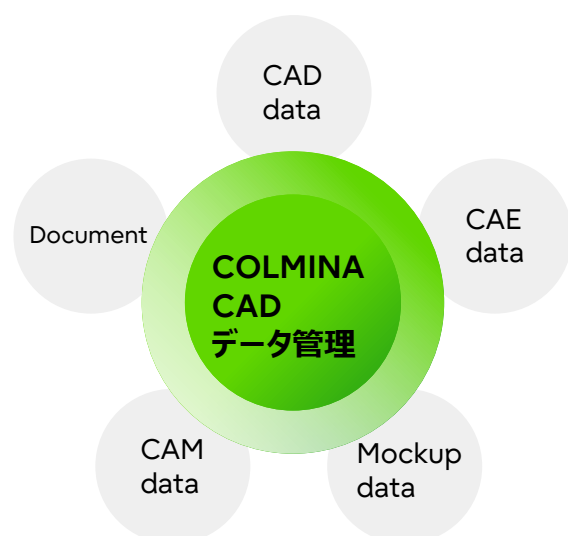 CAD
data
Document
CAE
data
COLMINA
CAD
データ管理
CAM
data
Mockup
data